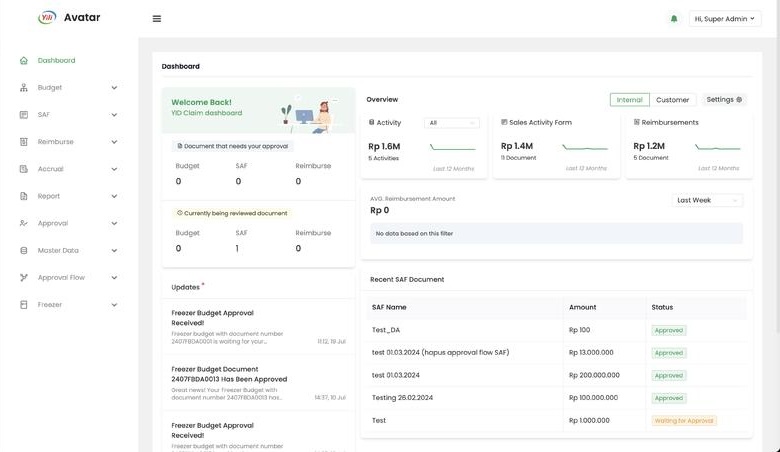 Yili
Avatar
Hi, Super Admin
Dashboard
Budget
SAF
Reimburse
Accrual
Report
Approval
Master Data
Approval Flow
Freezer
Dashboard
Welcome Back!
YID Claim dashboard
Document that needs your approval
Budget SAF Reimburse
0 0 0
Currently being reviewed document
Budget SAF Reimburse
0 1 0
Updates *
Freezer Budget Approval
Received!
Freezer budget with document number
2407FBDA0001 is waiting for your... 11:12, 19 Jul
Freezer Budget Document
2407FBDA0013 Has Been Approved
Great news! Your Freezer Budget with
document number 2407FBDA0013 has... 14:37, 10 Jul
Freezer Budget Approval
Received!
Freezer budget with document number
Overview
Internal Customer Settings
Activity All
Rp 1.6M
5 Activities
Last 12 Months
Sales Activity Form
Rp 1.4M
11 Document
Last 12 Months
Reimbursements
Rp 1.2M
5 Document
Last 12 Months
AVG. Reimbursement Amount
Rp 0
Last Week
No data based on this filter
Recent SAF Document
SAF Name Amount Status
Test_DA Rp 100 Approved
test 01.03.2024 (hapus approval flow SAF) Rp 13.000.000 Approved
test 01.03.2024 Rp 200.000.000 Approved
Testing 26.02.2024 Rp 100.000.000 Approved
Test Rp 1.000.000 Waiting for Approval